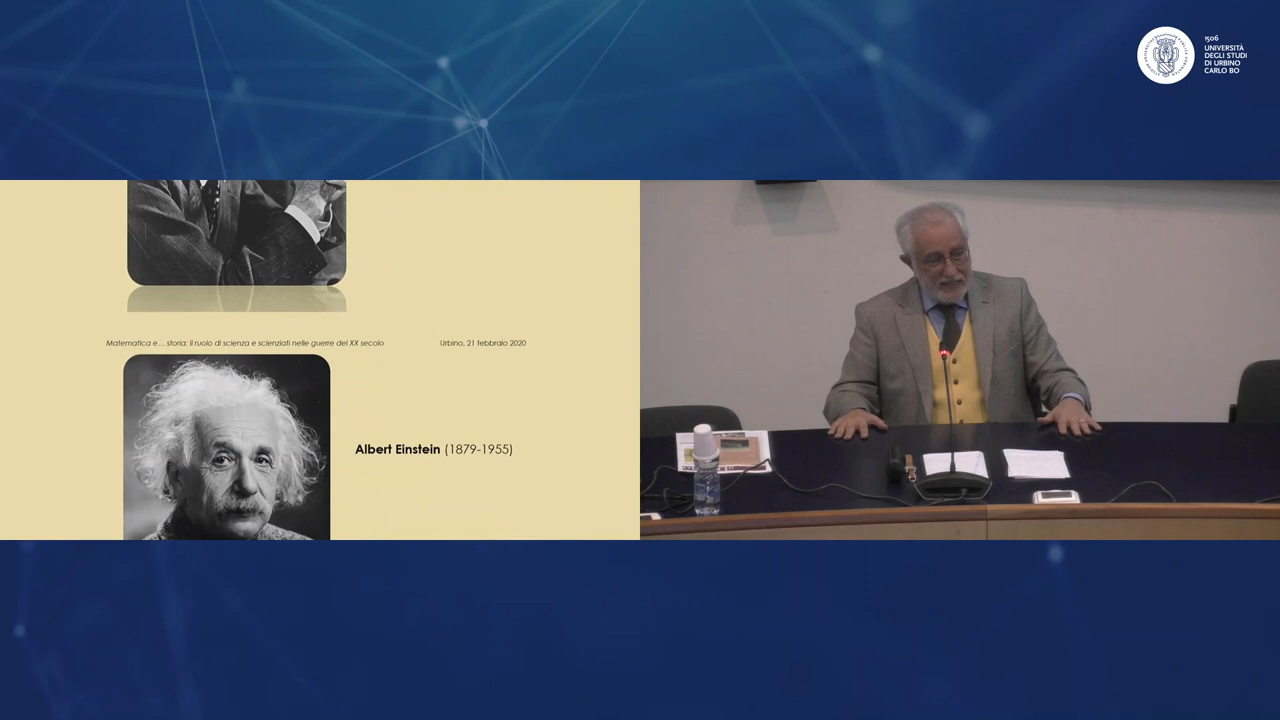 1506
UNIVERSITÀ
DEGLI STUDI
DI URBINO
CARLO BO
Matematica e… storia: il ruolo di scienza e scienziati nelle guerre del XX secolo
Urbino, 21 febbraio 2020
Albert Einstein (1879-1955)